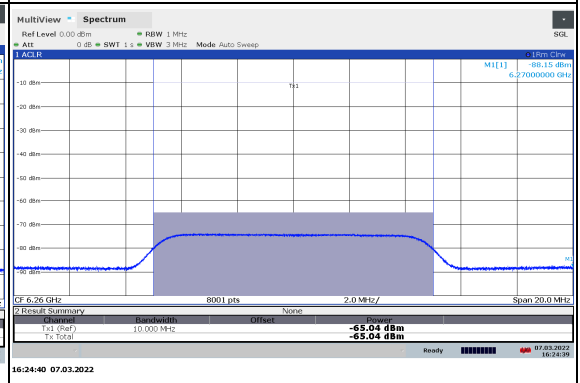 MultiView Spectrum
Ref Level 0.00 dBm RBW 1 MHz SGL
Att 0 dB SWT 1 s VBW 3 MHz Mode Auto Sweep
1 ACLR 1Rm Clrw
M1[1] -88.15 dBm
6.27000000 GHz
Tx1
-10 dBm
-20 dBm
-30 dBm
-40 dBm
-50 dBm
-60 dBm
-70 dBm
-80 dBm
M1
-90 dBm
CF 6.26 GHz 8001 pts 2.0 MHz/ Span 20.0 MHz
2 Result Summary None
Channel Bandwidth Offset Power
Tx1 (Ref) 10.000 MHz -65.04 dBm
Tx Total -65.04 dBm
Ready 07.03.2022
16:24:39
16:24:40 07.03.2022